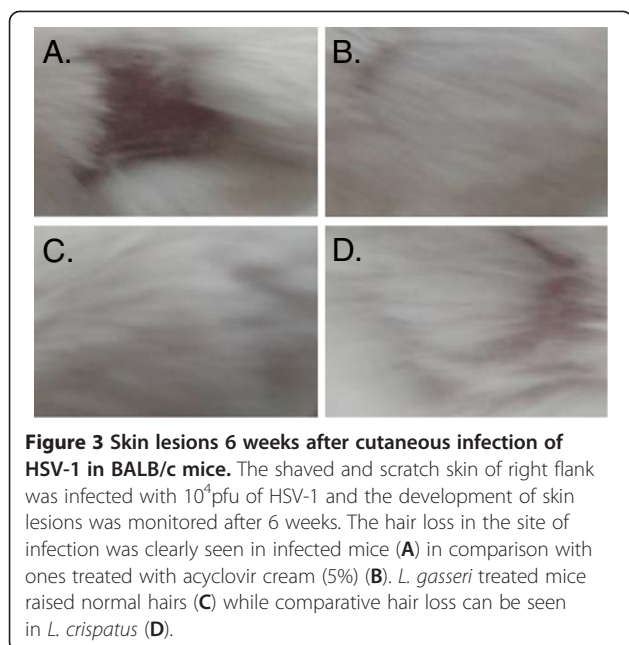 A.
B.
C.
D.
Figure 3 Skin lesions 6 weeks after cutaneous infection of
HSV-1 in BALB/c mice. The shaved and scratch skin of right flank
was infected with 10⁴pfu of HSV-1 and the development of skin
lesions was monitored after 6 weeks. The hair loss in the site of
infection was clearly seen in infected mice (A) in comparison with
ones treated with acyclovir cream (5%) (B). L. gasseri treated mice
raised normal hairs (C) while comparative hair loss can be seen
in L. crispatus (D).